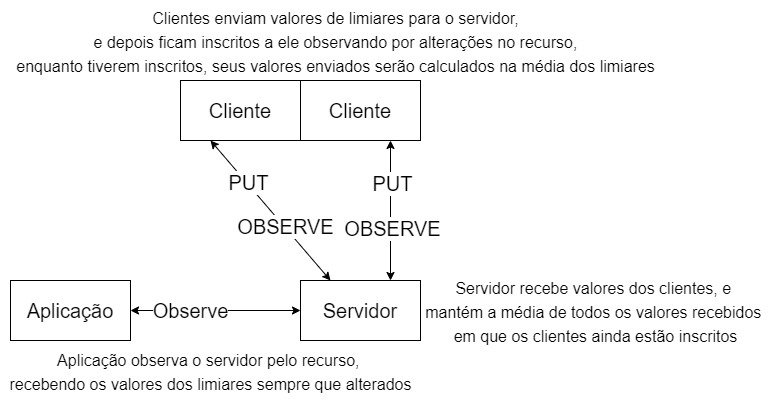 Clientes enviam valores de limiares para o servidor,
e depois ficam inscritos a ele observando por alterações no recurso,
enquanto tiverem inscritos, seus valores enviados serão calculados na média dos limiares
Cliente
Cliente
PUT
PUT
OBSERVE
OBSERVE
Aplicação
Observe
Servidor
Servidor recebe valores dos clientes, e
mantém a média de todos os valores recebidos
em que os clientes ainda estão inscritos
Aplicação observa o servidor pelo recurso,
recebendo os valores dos limiares sempre que alterados